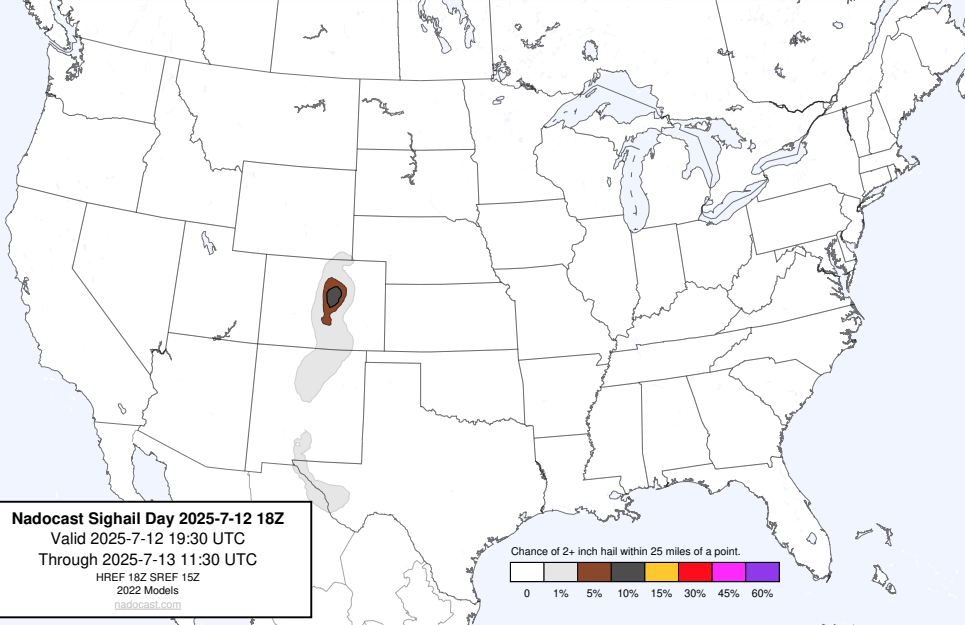 Nadocast Sighail Day 2025-7-12 18Z
Valid 2025-7-12 19:30 UTC
Through 2025-7-13 11:30 UTC
HREF 18Z SREF 15Z
2022 Models
nadocast.com
Chance of 2+ inch hail within 25 miles of a point.
0 1% 5% 10% 15% 30% 45% 60%